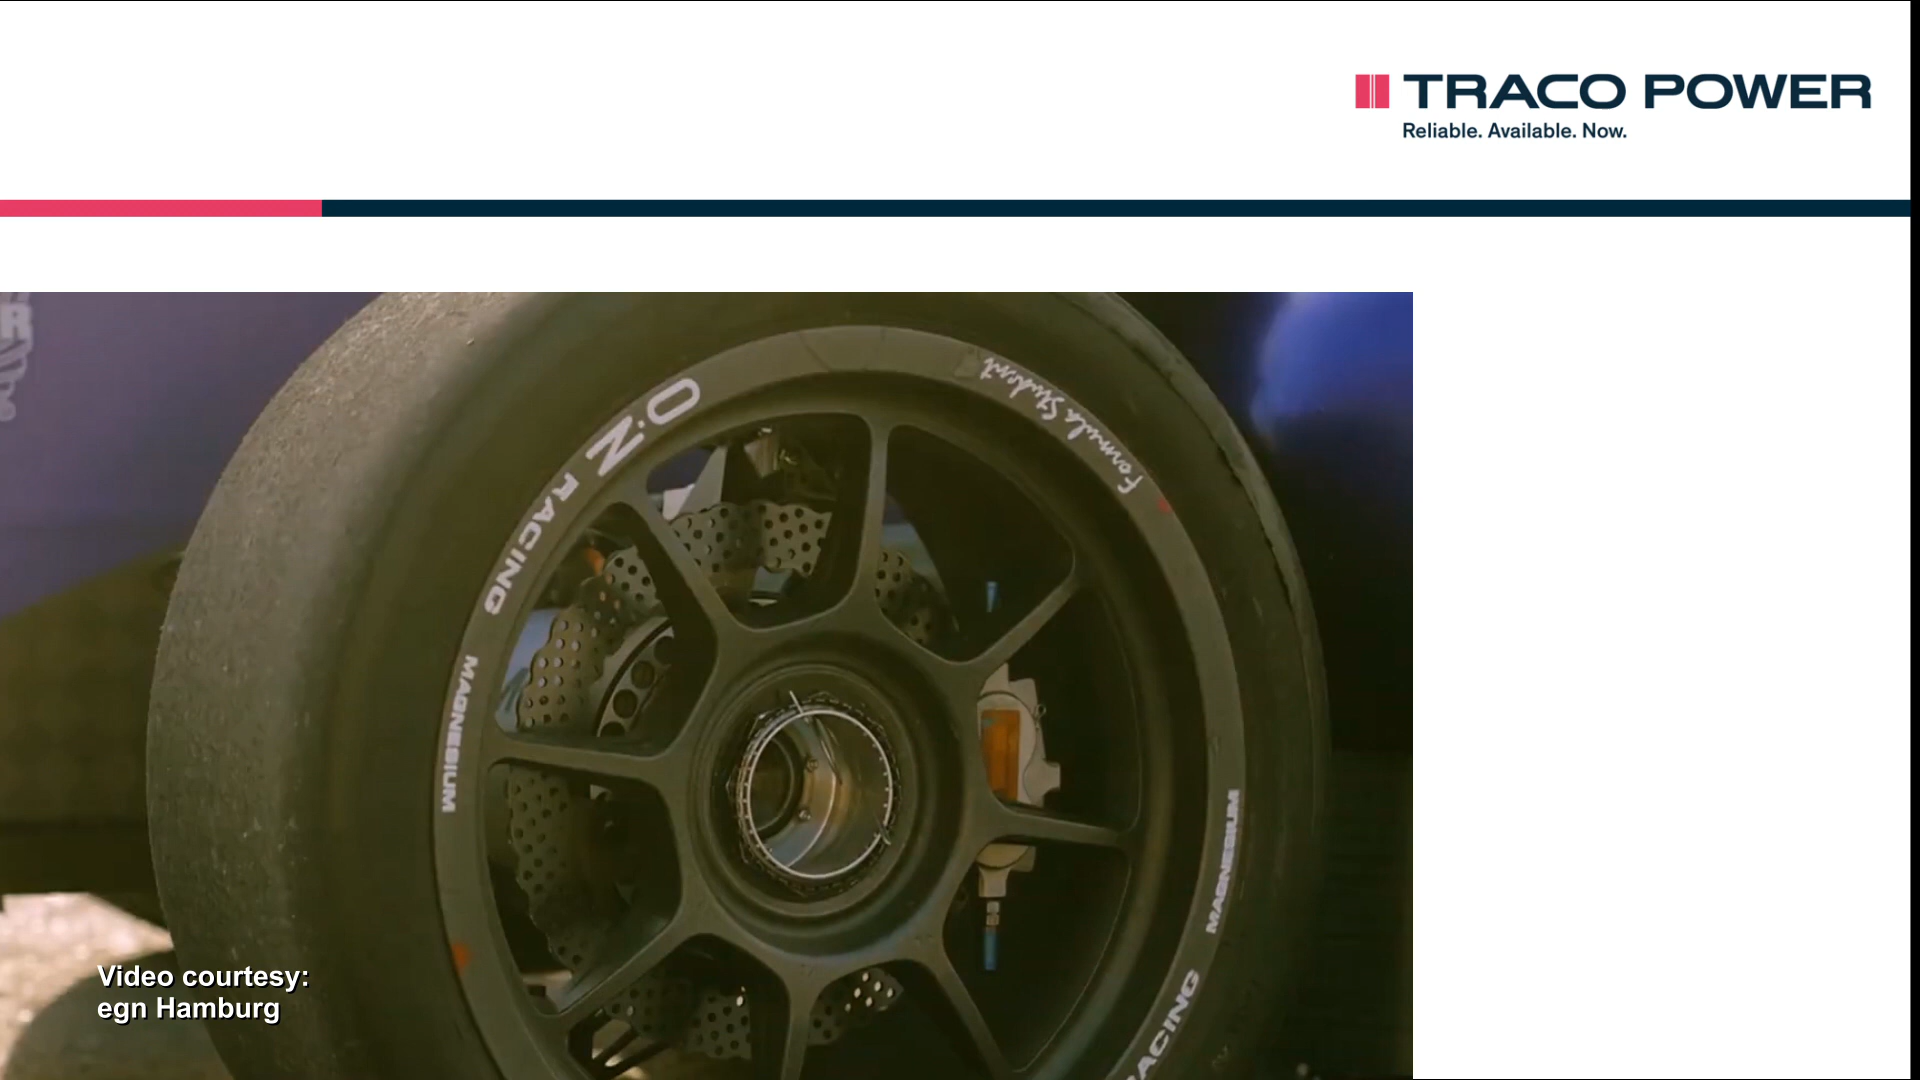 TRACO POWER
Reliable. Available. Now.
R
O.Z RACING
Formula Student
MAGNESIUM
MAGNESIUM
RACING
Video courtesy:
egn Hamburg